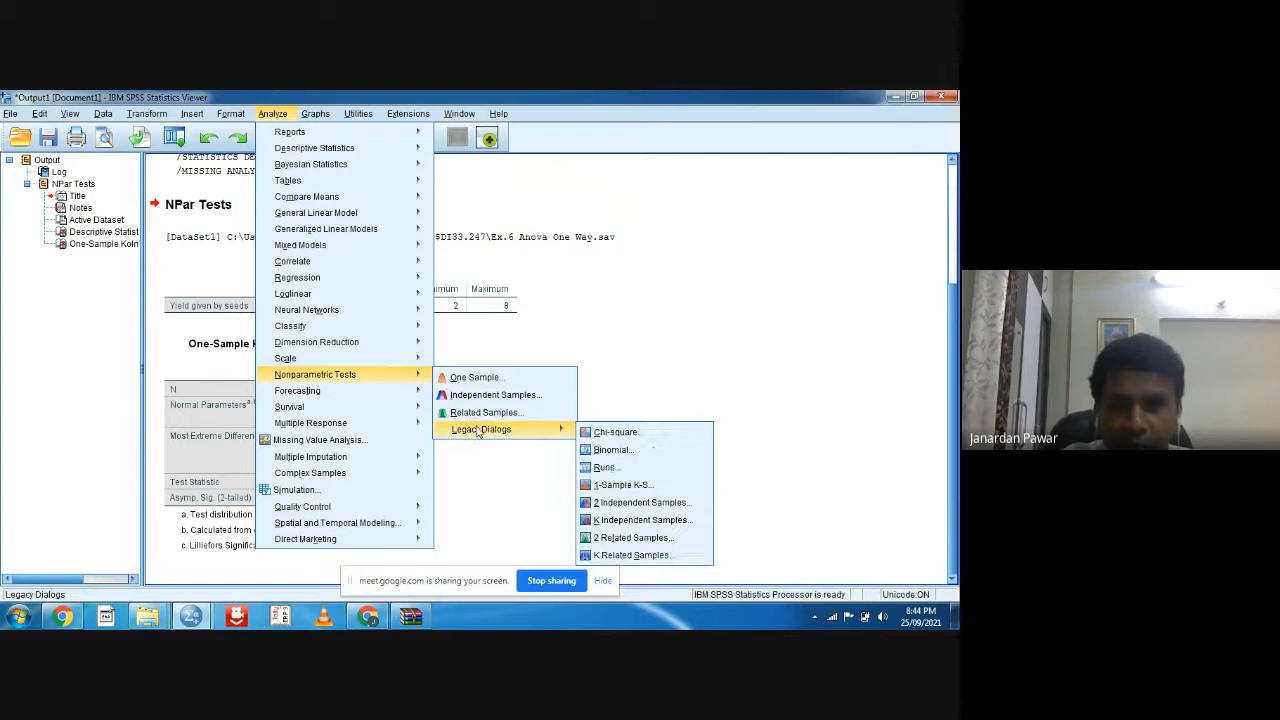 *Output1 [Document1] - IBM SPSS Statistics Viewer
File Edit View Data Transform Insert Format Analyze Graphs Utilities Extensions Window Help
Output
Log
NPar Tests
Title
Notes
Active Dataset
Descriptive Statist
One-Sample Koln
/MISSING ANALY
NPar Tests
[DataSet1] C:\Us
$DI33.247\Ex.6 Anova One Way.sav
imum Maximum
Yield given by seeds 2 8
One-Sample K
N
Normal Parameters a,
Most Extreme Differen
Test Statistic
Asymp. Sig. (2-tailed)
a. Test distribution
b. Calculated from
c. Lilliefors Signific
Reports
Descriptive Statistics
Bayesian Statistics
Tables
Compare Means
General Linear Model
Generalized Linear Models
Mixed Models
Correlate
Regression
Loglinear
Neural Networks
Classify
Dimension Reduction
Scale
Nonparametric Tests
Forecasting
Survival
Multiple Response
Missing Value Analysis...
Multiple Imputation
Complex Samples
Simulation...
Quality Control
Spatial and Temporal Modeling...
Direct Marketing
One Sample...
Independent Samples...
Related Samples...
Legacy Dialogs
Chi-square...
Binomial...
Runs...
1-Sample K-S...
2 Independent Samples...
K Independent Samples...
2 Related Samples...
K Related Samples...
meet.google.com is sharing your screen. Stop sharing Hide
Legacy Dialogs IBM SPSS Statistics Processor is ready Unicode:ON
8:44 PM
25/09/2021
Janardan Pawar